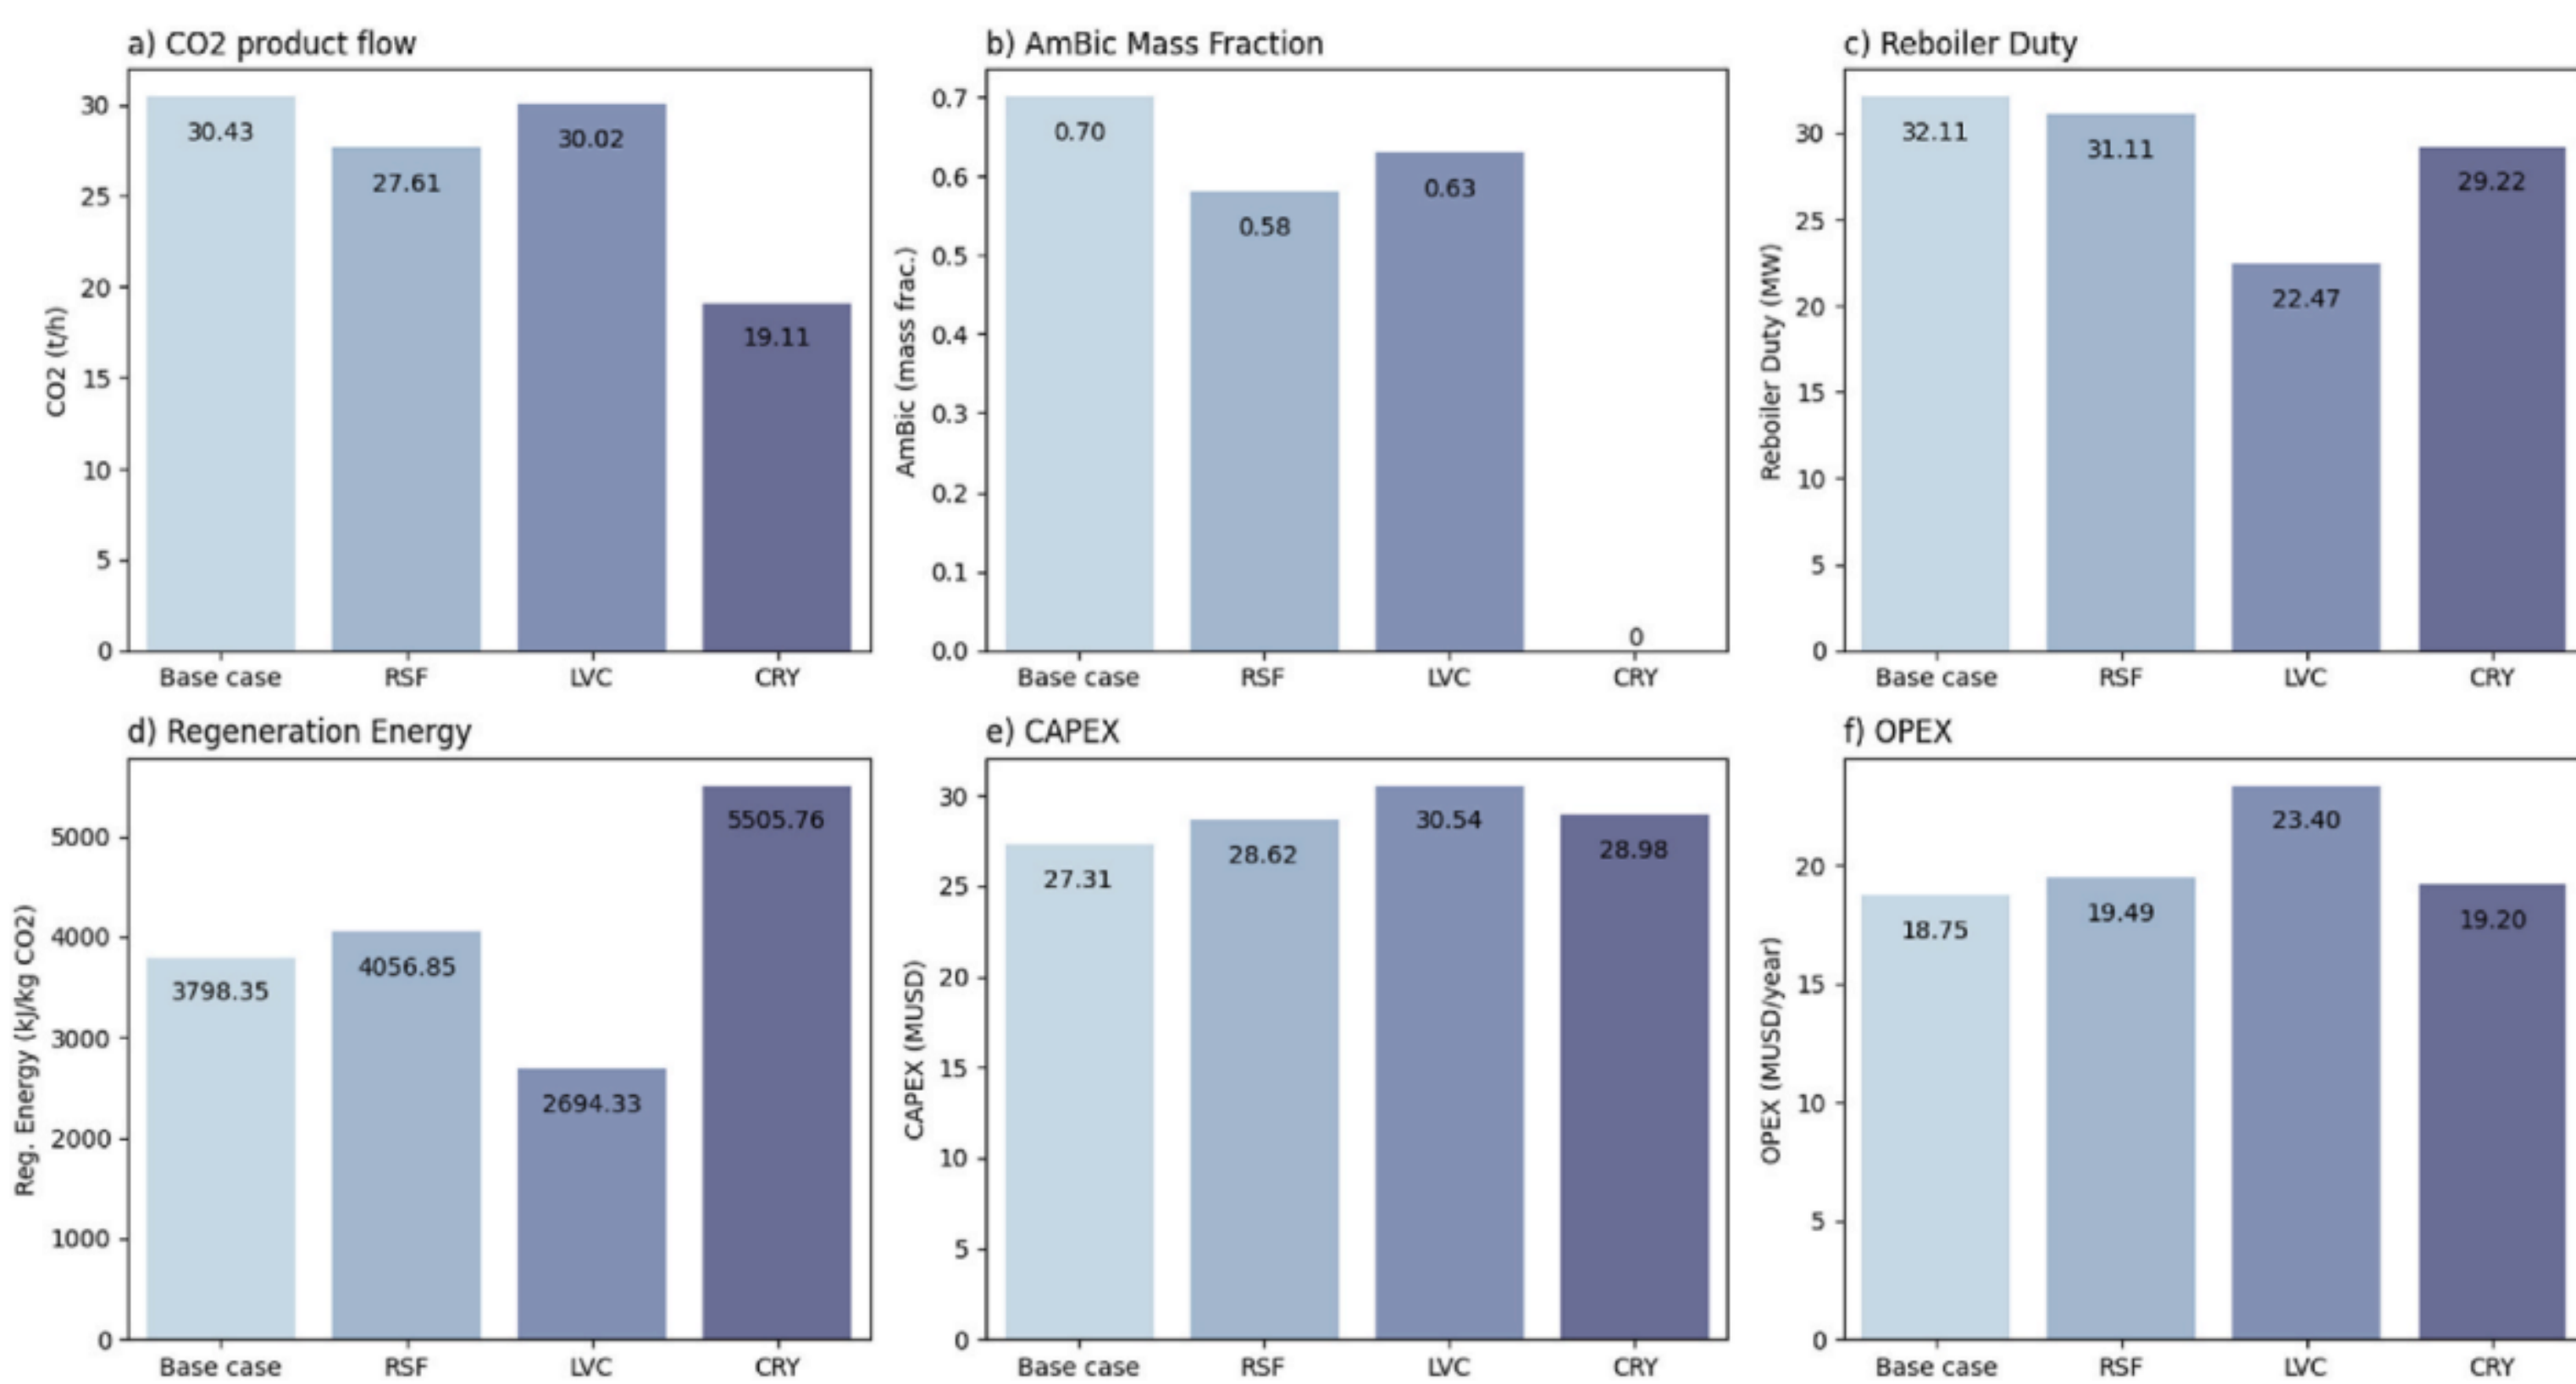 a) CO2 product flow
CO2 (t/h)
30
25
20
15
10
5
0
30.43
27.61
30.02
19.11
Base case
RSF
LVC
CRY
b) AmBic Mass Fraction
AmBic (mass frac.)
0.7
0.6
0.5
0.4
0.3
0.2
0.1
0.0
0.70
0.58
0.63
0
Base case
RSF
LVC
CRY
c) Reboiler Duty
Reboiler Duty (MW)
30
25
20
15
10
5
0
32.11
31.11
22.47
29.22
Base case
RSF
LVC
CRY
d) Regeneration Energy
Reg. Energy (kJ/kg CO2)
5000
4000
3000
2000
1000
0
3798.35
4056.85
2694.33
5505.76
Base case
RSF
LVC
CRY
e) CAPEX
CAPEX (MUSD)
30
25
20
15
10
5
0
27.31
28.62
30.54
28.98
Base case
RSF
LVC
CRY
f) OPEX
OPEX (MUSD/year)
20
15
10
5
0
18.75
19.49
23.40
19.20
Base case
RSF
LVC
CRY